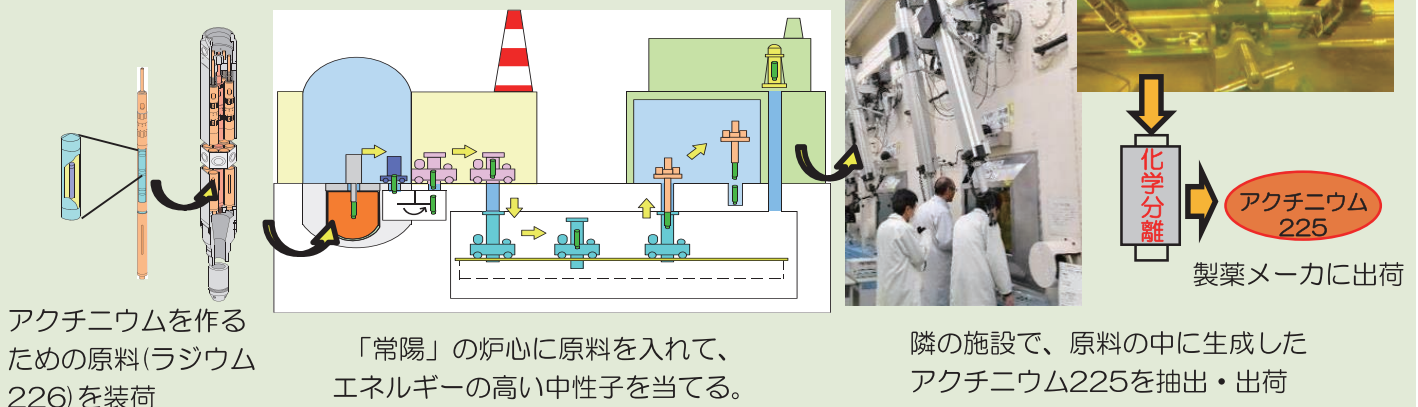 アクチニウムを作る
ための原料(ラジウム
226)を装荷
「常陽」の炉心に原料を入れて、
エネルギーの高い中性子を当てる。
化学分離
アクチニウム
225
製薬メーカに出荷
隣の施設で、原料の中に生成した
アクチニウム225を抽出・出荷